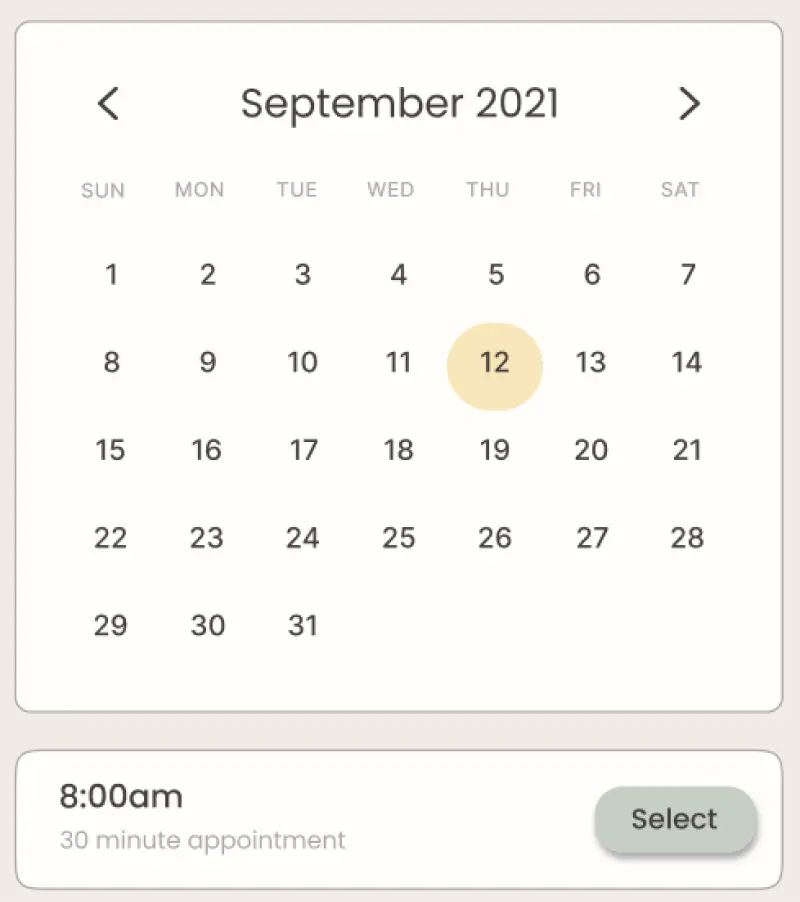 September 2021
SUN MON TUE WED THU FRI SAT
1 2 3 4 5 6 7
8 9 10 11 12 13 14
15 16 17 18 19 20 21
22 23 24 25 26 27 28
29 30 31
8:00am
30 minute appointment
Select